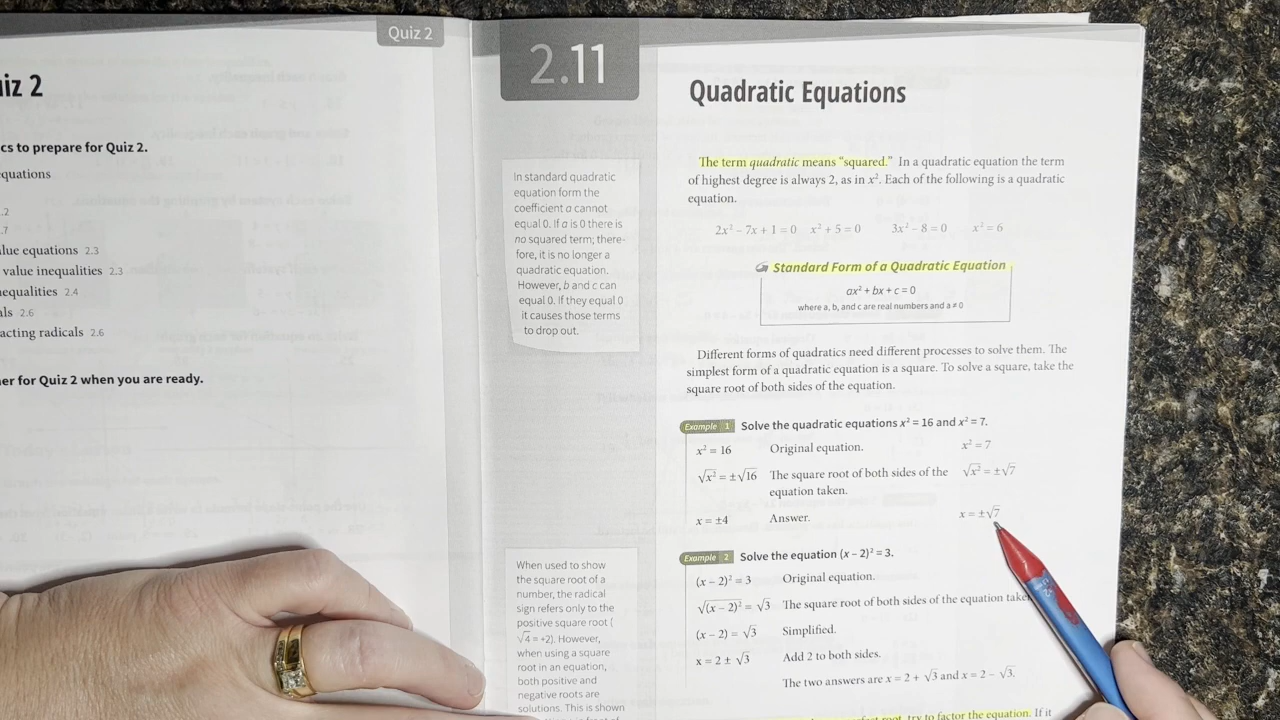 Quiz 2
iz 2
cs to prepare for Quiz 2.
equations
.2
.7
lue equations 2.3
value inequalities 2.3
nequalities 2.4
ls 2.6
acting radicals 2.6
er for Quiz 2 when you are ready.
2.11
In standard quadratic
equation form the
coefficient a cannot
equal 0. If a is 0 there is
no squared term; there-
fore, it is no longer a
quadratic equation.
However, b and c can
equal 0. If they equal 0
it causes those terms
to drop out.
When used to show
the square root of a
number, the radical
sign refers only to the
positive square root (
√4 = +2). However,
when using a square
root in an equation,
both positive and
negative roots are
solutions. This is shown
Quadratic Equations
The term quadratic means “squared.” In a quadratic equation the term
of highest degree is always 2, as in x². Each of the following is a quadratic
equation.
2x² – 7x + 1 = 0 x² + 5 = 0 3x² – 8 = 0 x² = 6
Standard Form of a Quadratic Equation
ax² + bx + c = 0
where a, b, and c are real numbers and a ≠ 0
Different forms of quadratics need different processes to solve them. The
simplest form of a quadratic equation is a square. To solve a square, take the
square root of both sides of the equation.
Example 1 Solve the quadratic equations x² = 16 and x² = 7.
x² = 16 Original equation. x² = 7
√x² = ±√16 The square root of both sides of the √x² = ±√7
equation taken.
x = ±4 Answer. x = ±√7
Example 2 Solve the equation (x – 2)² = 3.
(x – 2)² = 3 Original equation.
√(x – 2)² = √3 The square root of both sides of the equation take
(x – 2) = √3 Simplified.
x = 2 ± √3 Add 2 to both sides.
The two answers are x = 2 + √3 and x = 2 – √3.
root, try to factor the equation. If it